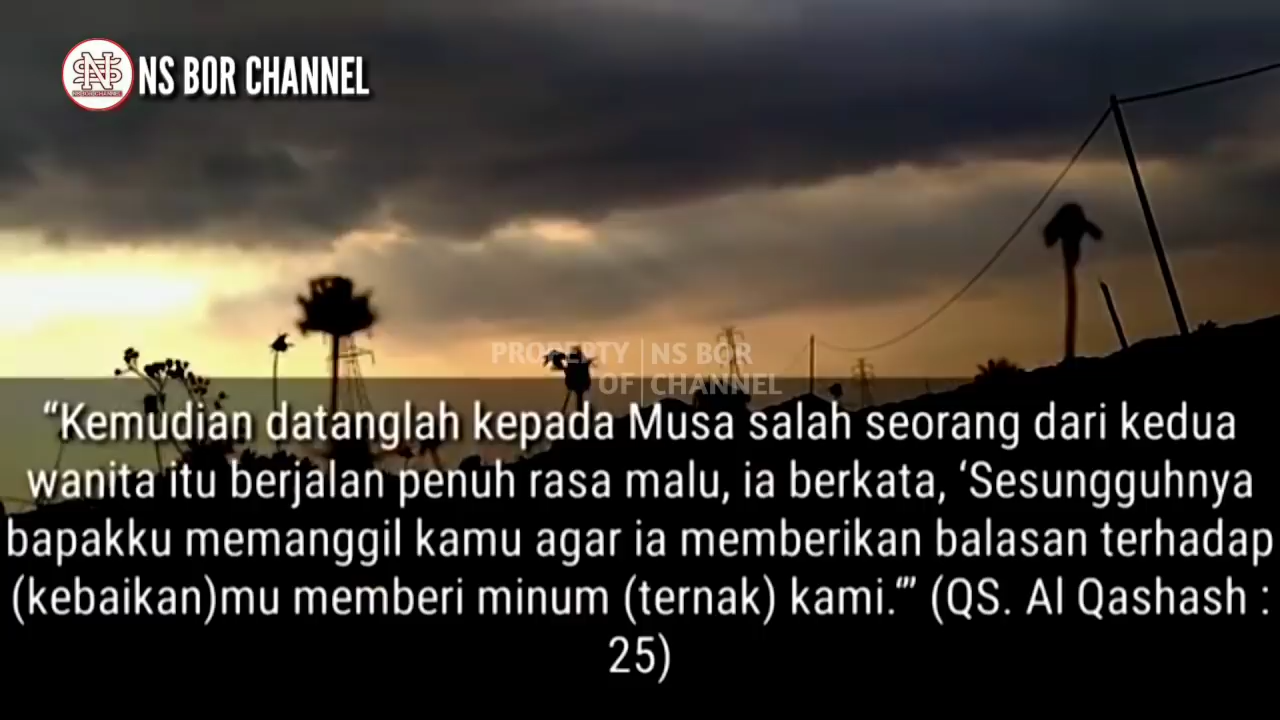 NS BOR CHANNEL
PROPERTY OF | NS BOR CHANNEL
“Kemudian datanglah kepada Musa salah seorang dari kedua
wanita itu berjalan penuh rasa malu, ia berkata, ‘Sesungguhnya
bapakku memanggil kamu agar ia memberikan balasan terhadap
(kebaikan)mu memberi minum (ternak) kami.’” (QS. Al Qashash :
25)